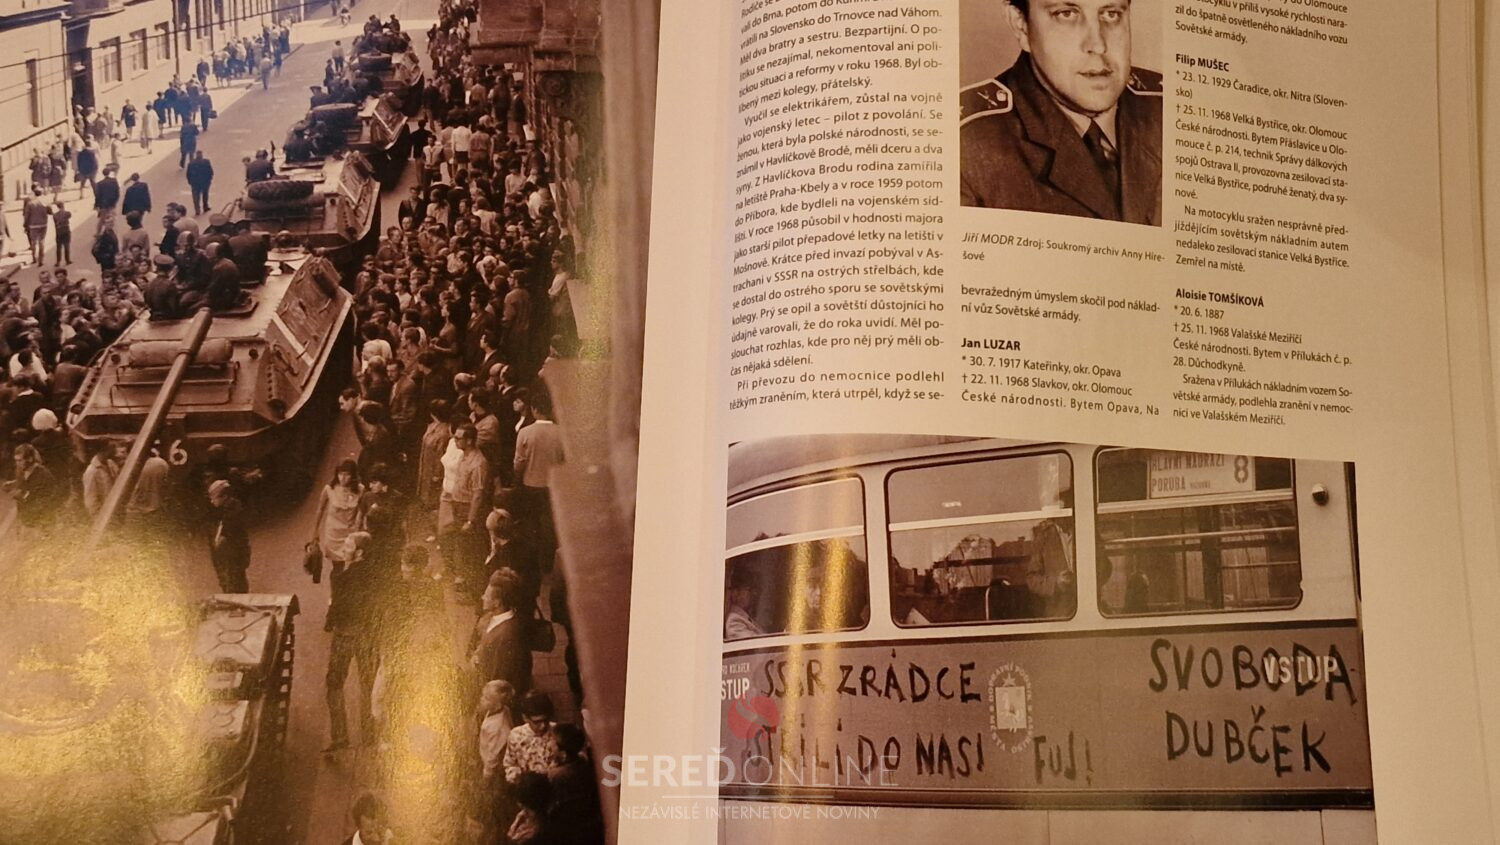 vali do Brna, potom do
vrátili na Slovensko do Trnovce nad Váhom.
Měl dva bratry a sestru. Bezpartijní. O po-
litiku se nezajímal, nekomentoval ani poli-
tickou situaci a reformy v roku 1968. Byl ob-
líbený mezi kolegy, přátelský.
Vyučil se elektrikářem, zůstal na vojně
jako vojenský letec – pilot z povolání. Se
ženou, která byla polské národnosti, se se-
známil v Havlíčkově Brodě, měli dceru a dva
syny. Z Havlíčkova Brodu rodina zamířila
na letiště Praha-Kbely a v roce 1959 potom
do Příbora, kde bydleli na vojenském síd-
lišti. V roce 1968 působil v hodnosti majora
jako starší pilot přepadové letky na letišti v
Mošnově. Krátce před invazí pobýval v As-
trachani v SSSR na ostrých střelbách, kde
se dostal do ostrého sporu se sovětskými
kolegy. Prý se opil a sovětští důstojníci ho
údajně varovali, že do roka uvidí. Měl po-
slouchat rozhlas, kde pro něj prý měli ob-
čas nějaká sdělení.
Při převozu do nemocnice podlehl
těžkým zraněním, která utrpěl, když se se-
Jiří MODR Zdroj: Soukromý archiv Anny Hire-
šové
bevražedným úmyslem skočil pod náklad-
ní vůz Sovětské armády.
Jan LUZAR
* 30. 7. 1917 Kateřinky, okr. Opava
† 22. 11. 1968 Slavkov, okr. Olomouc
České národnosti. Bytem Opava, Na
do Olomouce
v příliš vysoké rychlosti nara-
zil do špatně osvětleného nákladního vozu
Sovětské armády.
Filip MUŠEC
* 23. 12. 1929 Čaradice, okr. Nitra (Sloven-
sko)
† 25. 11. 1968 Velká Bystřice, okr. Olomouc
České národnosti. Bytem Přáslavice u Olo-
mouce č. p. 214, technik Správy dálkových
spojů Ostrava II, provozovna zesilovací sta-
nice Velká Bystřice, podruhé ženatý, dva sy-
nové.
Na motocyklu sražen nesprávně před-
jíždějícím sovětským nákladním autem
nedaleko zesilovací stanice Velká Bystřice.
Zemřel na místě.
Aloisie TOMŠÍKOVÁ
* 20. 6. 1887
† 25. 11. 1968 Valašské Meziříčí
České národnosti. Bytem v Přílukách č. p.
28. Důchodkyně.
Sražena v Přílukách nákladním vozem So-
větské armády, podlehla zranění v nemoc-
nici ve Valašském Meziříčí.
HLAVNÍ NÁDRAŽÍ
PORUBA
8
VSTUP
SSSR ZRÁDCE
STŘÍLÍ DO NÁS!
FUJ!
SVOBODA
VSTUP
DUBČEK
6
SEREĎONLINE
NEZÁVISLÉ INTERNETOVÉ NOVINY